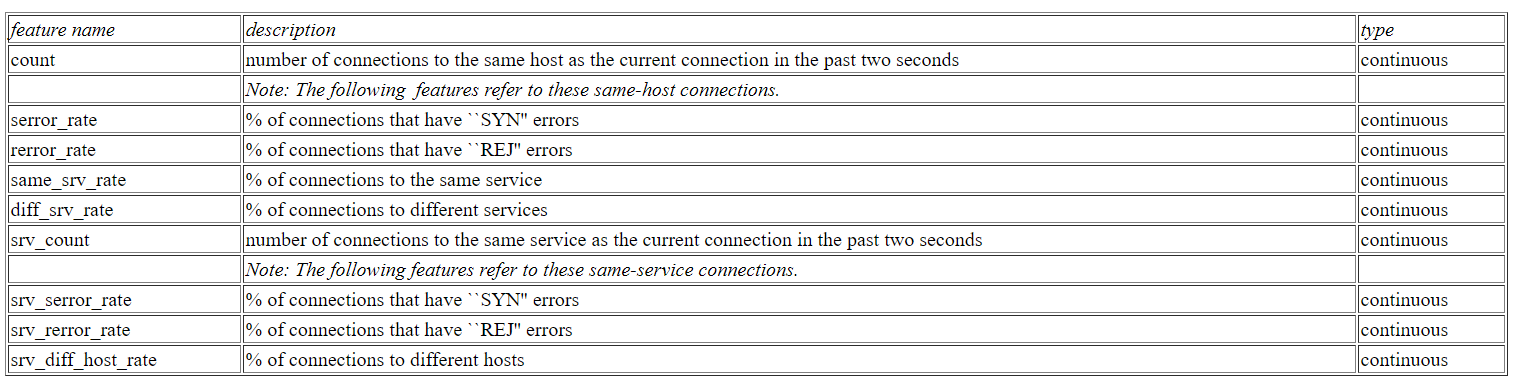 feature name description type
count number of connections to the same host as the current connection in the past two seconds continuous
Note: The following features refer to these same-host connections.
serror_rate % of connections that have ``SYN'' errors continuous
rerror_rate % of connections that have ``REJ'' errors continuous
same_srv_rate % of connections to the same service continuous
diff_srv_rate % of connections to different services continuous
srv_count number of connections to the same service as the current connection in the past two seconds continuous
Note: The following features refer to these same-service connections.
srv_serror_rate % of connections that have ``SYN'' errors continuous
srv_rerror_rate % of connections that have ``REJ'' errors continuous
srv_diff_host_rate % of connections to different hosts continuous